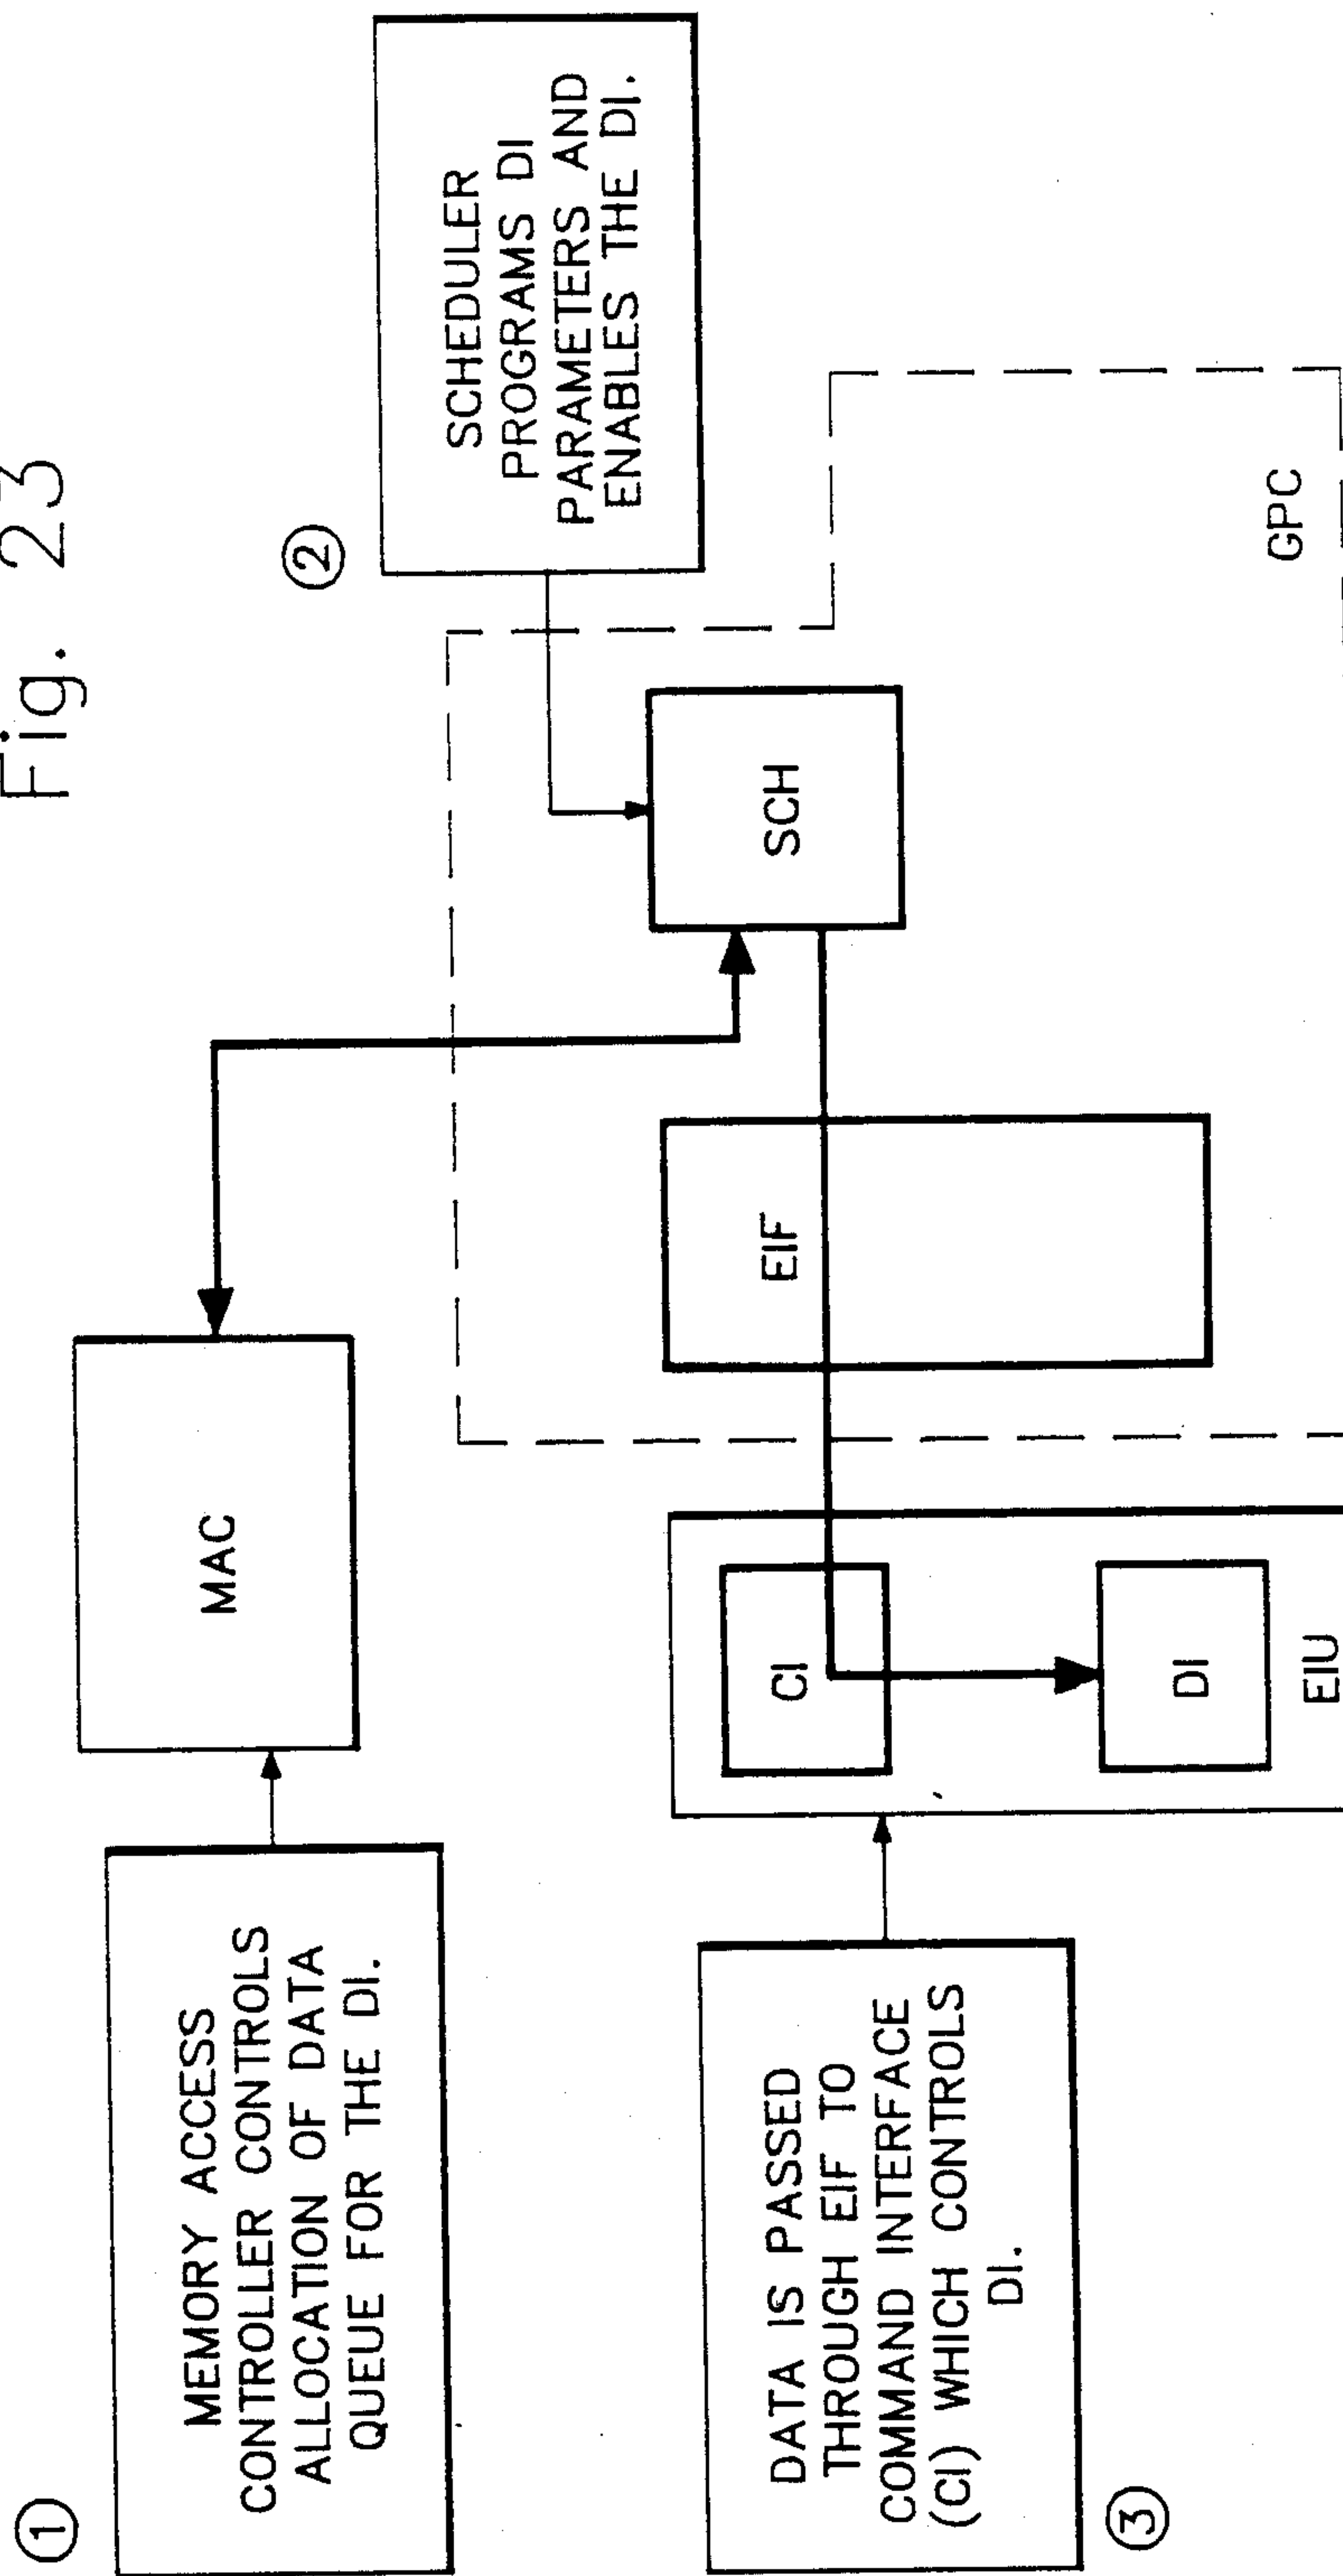 Fig. 23
①
MEMORY ACCESS
CONTROLLER CONTROLS
ALLOCATION OF DATA
QUEUE FOR THE DI.
MAC
②
SCHEDULER
PROGRAMS DI
PARAMETERS AND
ENABLES THE DI.
SCH
EIF
CI
DI
EIU
GPC
DATA IS PASSED
THROUGH EIF TO
COMMAND INTERFACE
(CI) WHICH CONTROLS
DI.
③